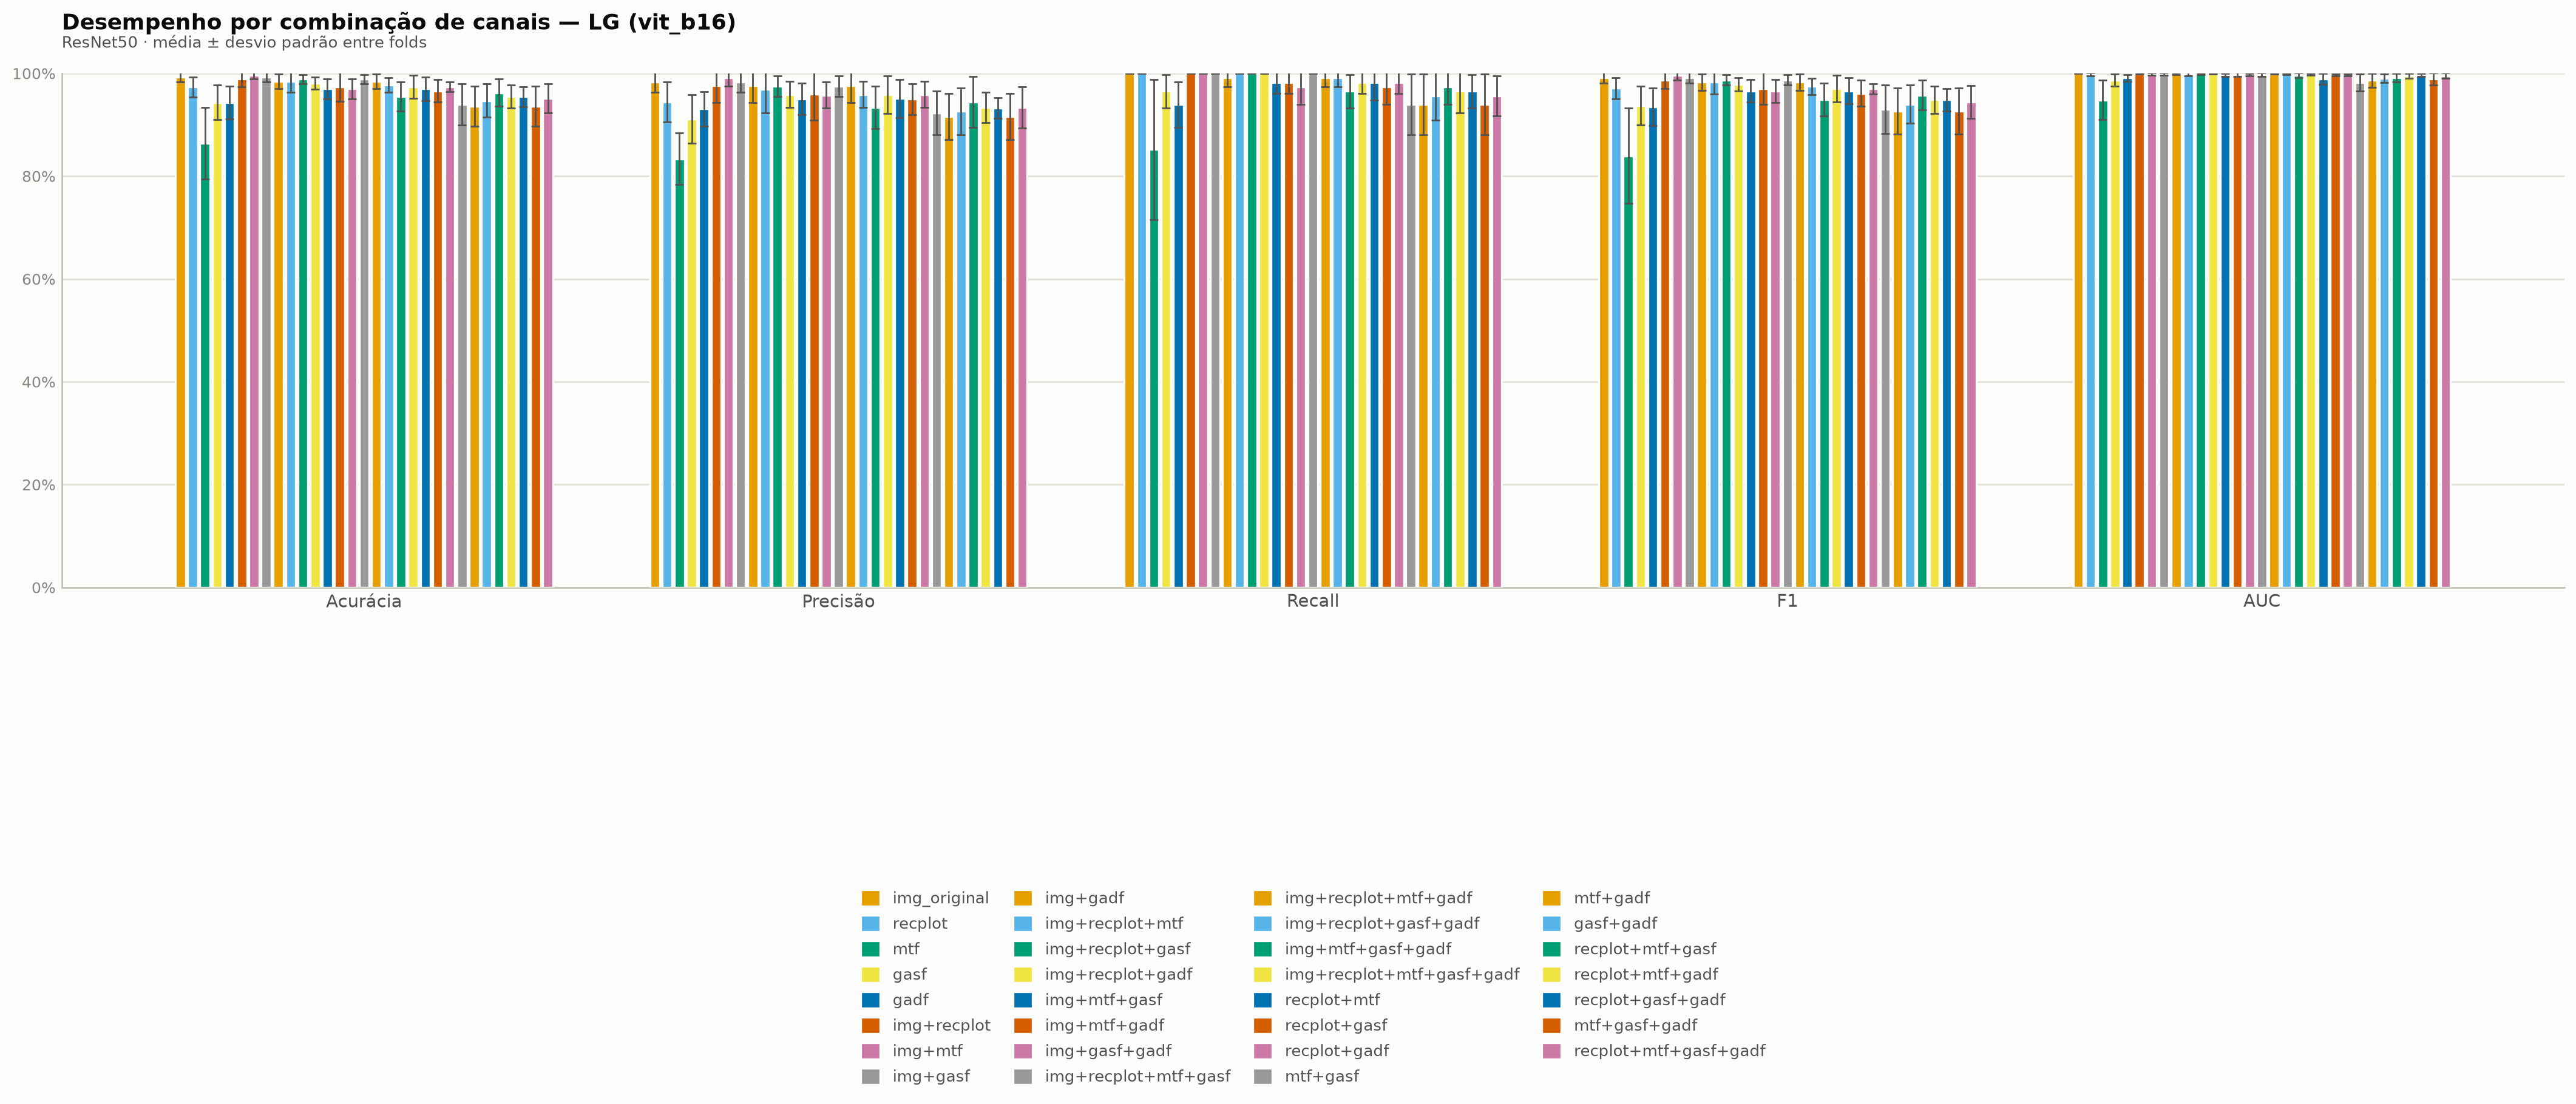 Desempenho por combinação de canais — LG (vit_b16)
ResNet50 · média ± desvio padrão entre folds
100%
80%
60%
40%
20%
0%
Acurácia Precisão Recall F1 AUC
img_original img+gadf img+recplot+mtf+gadf mtf+gadf
recplot img+recplot+mtf img+recplot+gasf+gadf gasf+gadf
mtf img+recplot+gasf img+mtf+gasf+gadf recplot+mtf+gasf
gasf img+recplot+gadf img+recplot+mtf+gasf+gadf recplot+mtf+gadf
gadf img+mtf+gasf recplot+mtf recplot+gasf+gadf
img+recplot img+mtf+gadf recplot+gasf mtf+gasf+gadf
img+mtf img+gasf+gadf recplot+gadf recplot+mtf+gasf+gadf
img+gasf img+recplot+mtf+gasf mtf+gasf